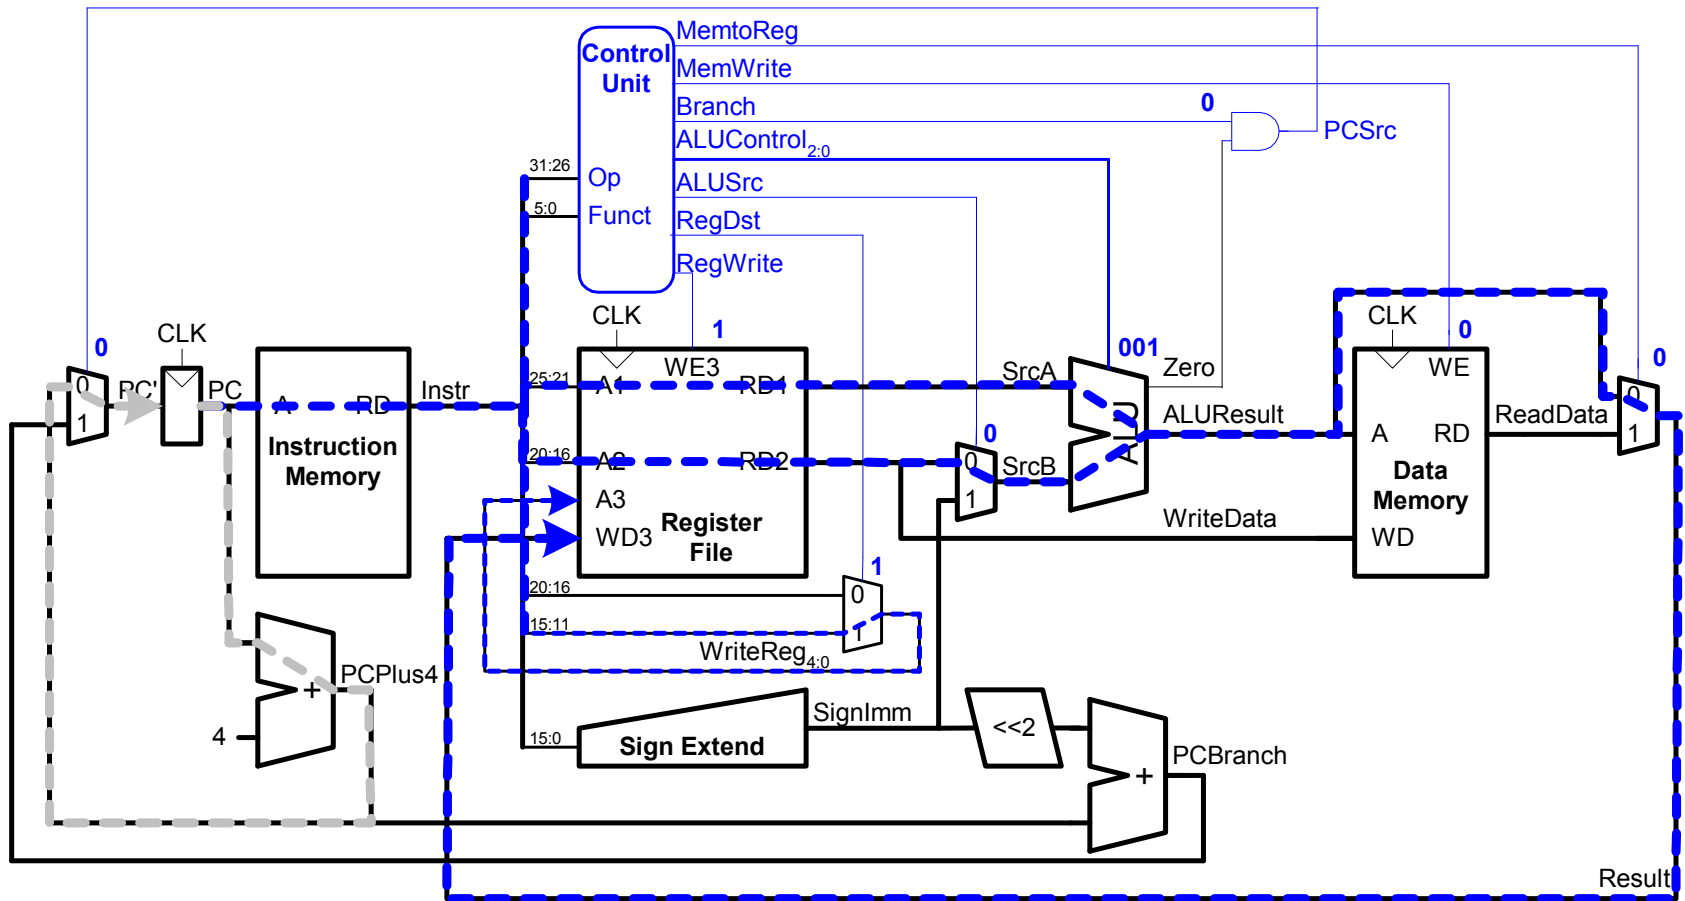 MemtoReg
Control
Unit
MemWrite
Branch
0
ALUControl2:0
PCSrc
31:26
Op
ALUSrc
5:0
Funct
RegDst
RegWrite
CLK
CLK
CLK
1
0
0
001
0
WE3
WE
Zero
0
PC'
PC
A
RD
Instr
25:21
A1
RD1
SrcA
ALU
ALUResult
ReadData
0
1
1
Instruction
Memory
A
RD
Data
Memory
0
20:16
A2
RD2
0
SrcB
1
A3
WD3
Register
File
WriteData
WD
1
20:16
0
15:11
1
WriteReg4:0
PCPlus4
+
4
15:0
Sign Extend
SignImm
<<2
PCBranch
+
Result